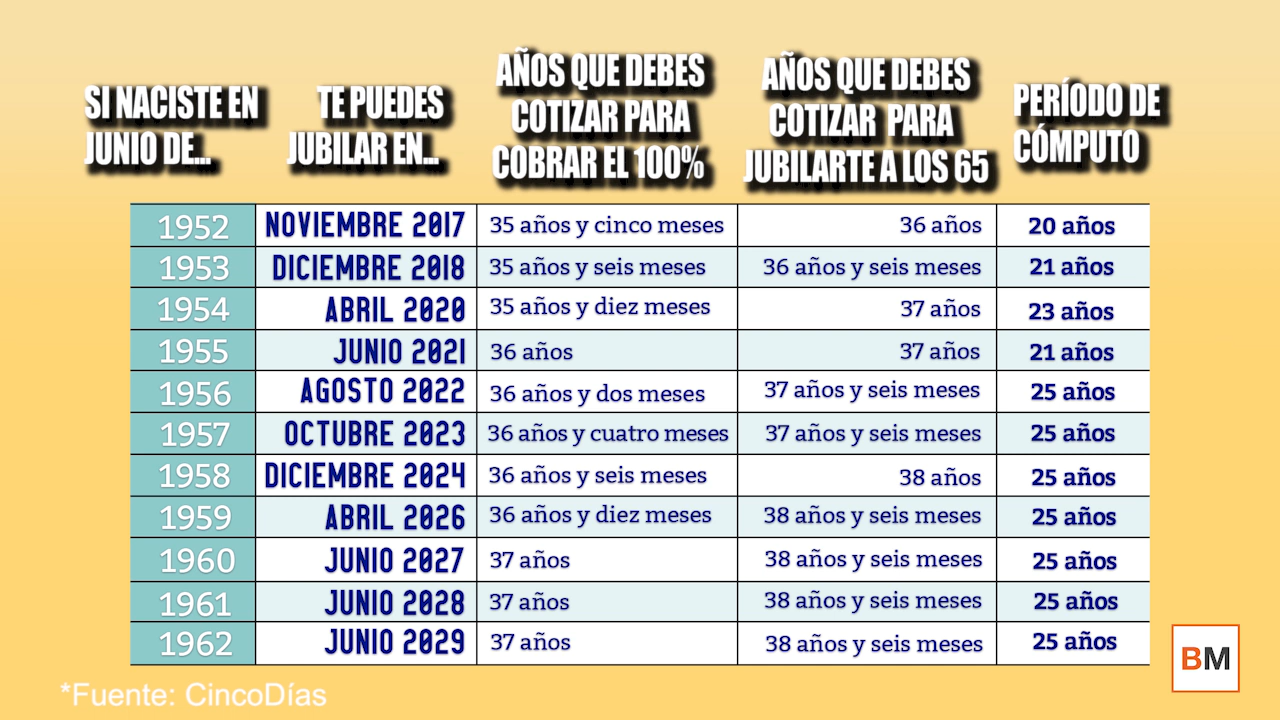 SI NACISTE EN JUNIO DE...
TE PUEDES JUBILAR EN...
AÑOS QUE DEBES COTIZAR PARA COBRAR EL 100%
AÑOS QUE DEBES COTIZAR PARA JUBILARTE A LOS 65
PERÍODO DE CÓMPUTO
1952 NOVIEMBRE 2017 35 años y cinco meses 36 años 20 años
1953 DICIEMBRE 2018 35 años y seis meses 36 años y seis meses 21 años
1954 ABRIL 2020 35 años y diez meses 37 años 23 años
1955 JUNIO 2021 36 años 37 años 21 años
1956 AGOSTO 2022 36 años y dos meses 37 años y seis meses 25 años
1957 OCTUBRE 2023 36 años y cuatro meses 37 años y seis meses 25 años
1958 DICIEMBRE 2024 36 años y seis meses 38 años 25 años
1959 ABRIL 2026 36 años y diez meses 38 años y seis meses 25 años
1960 JUNIO 2027 37 años 38 años y seis meses 25 años
1961 JUNIO 2028 37 años 38 años y seis meses 25 años
1962 JUNIO 2029 37 años 38 años y seis meses 25 años
*Fuente: CincoDías
BM